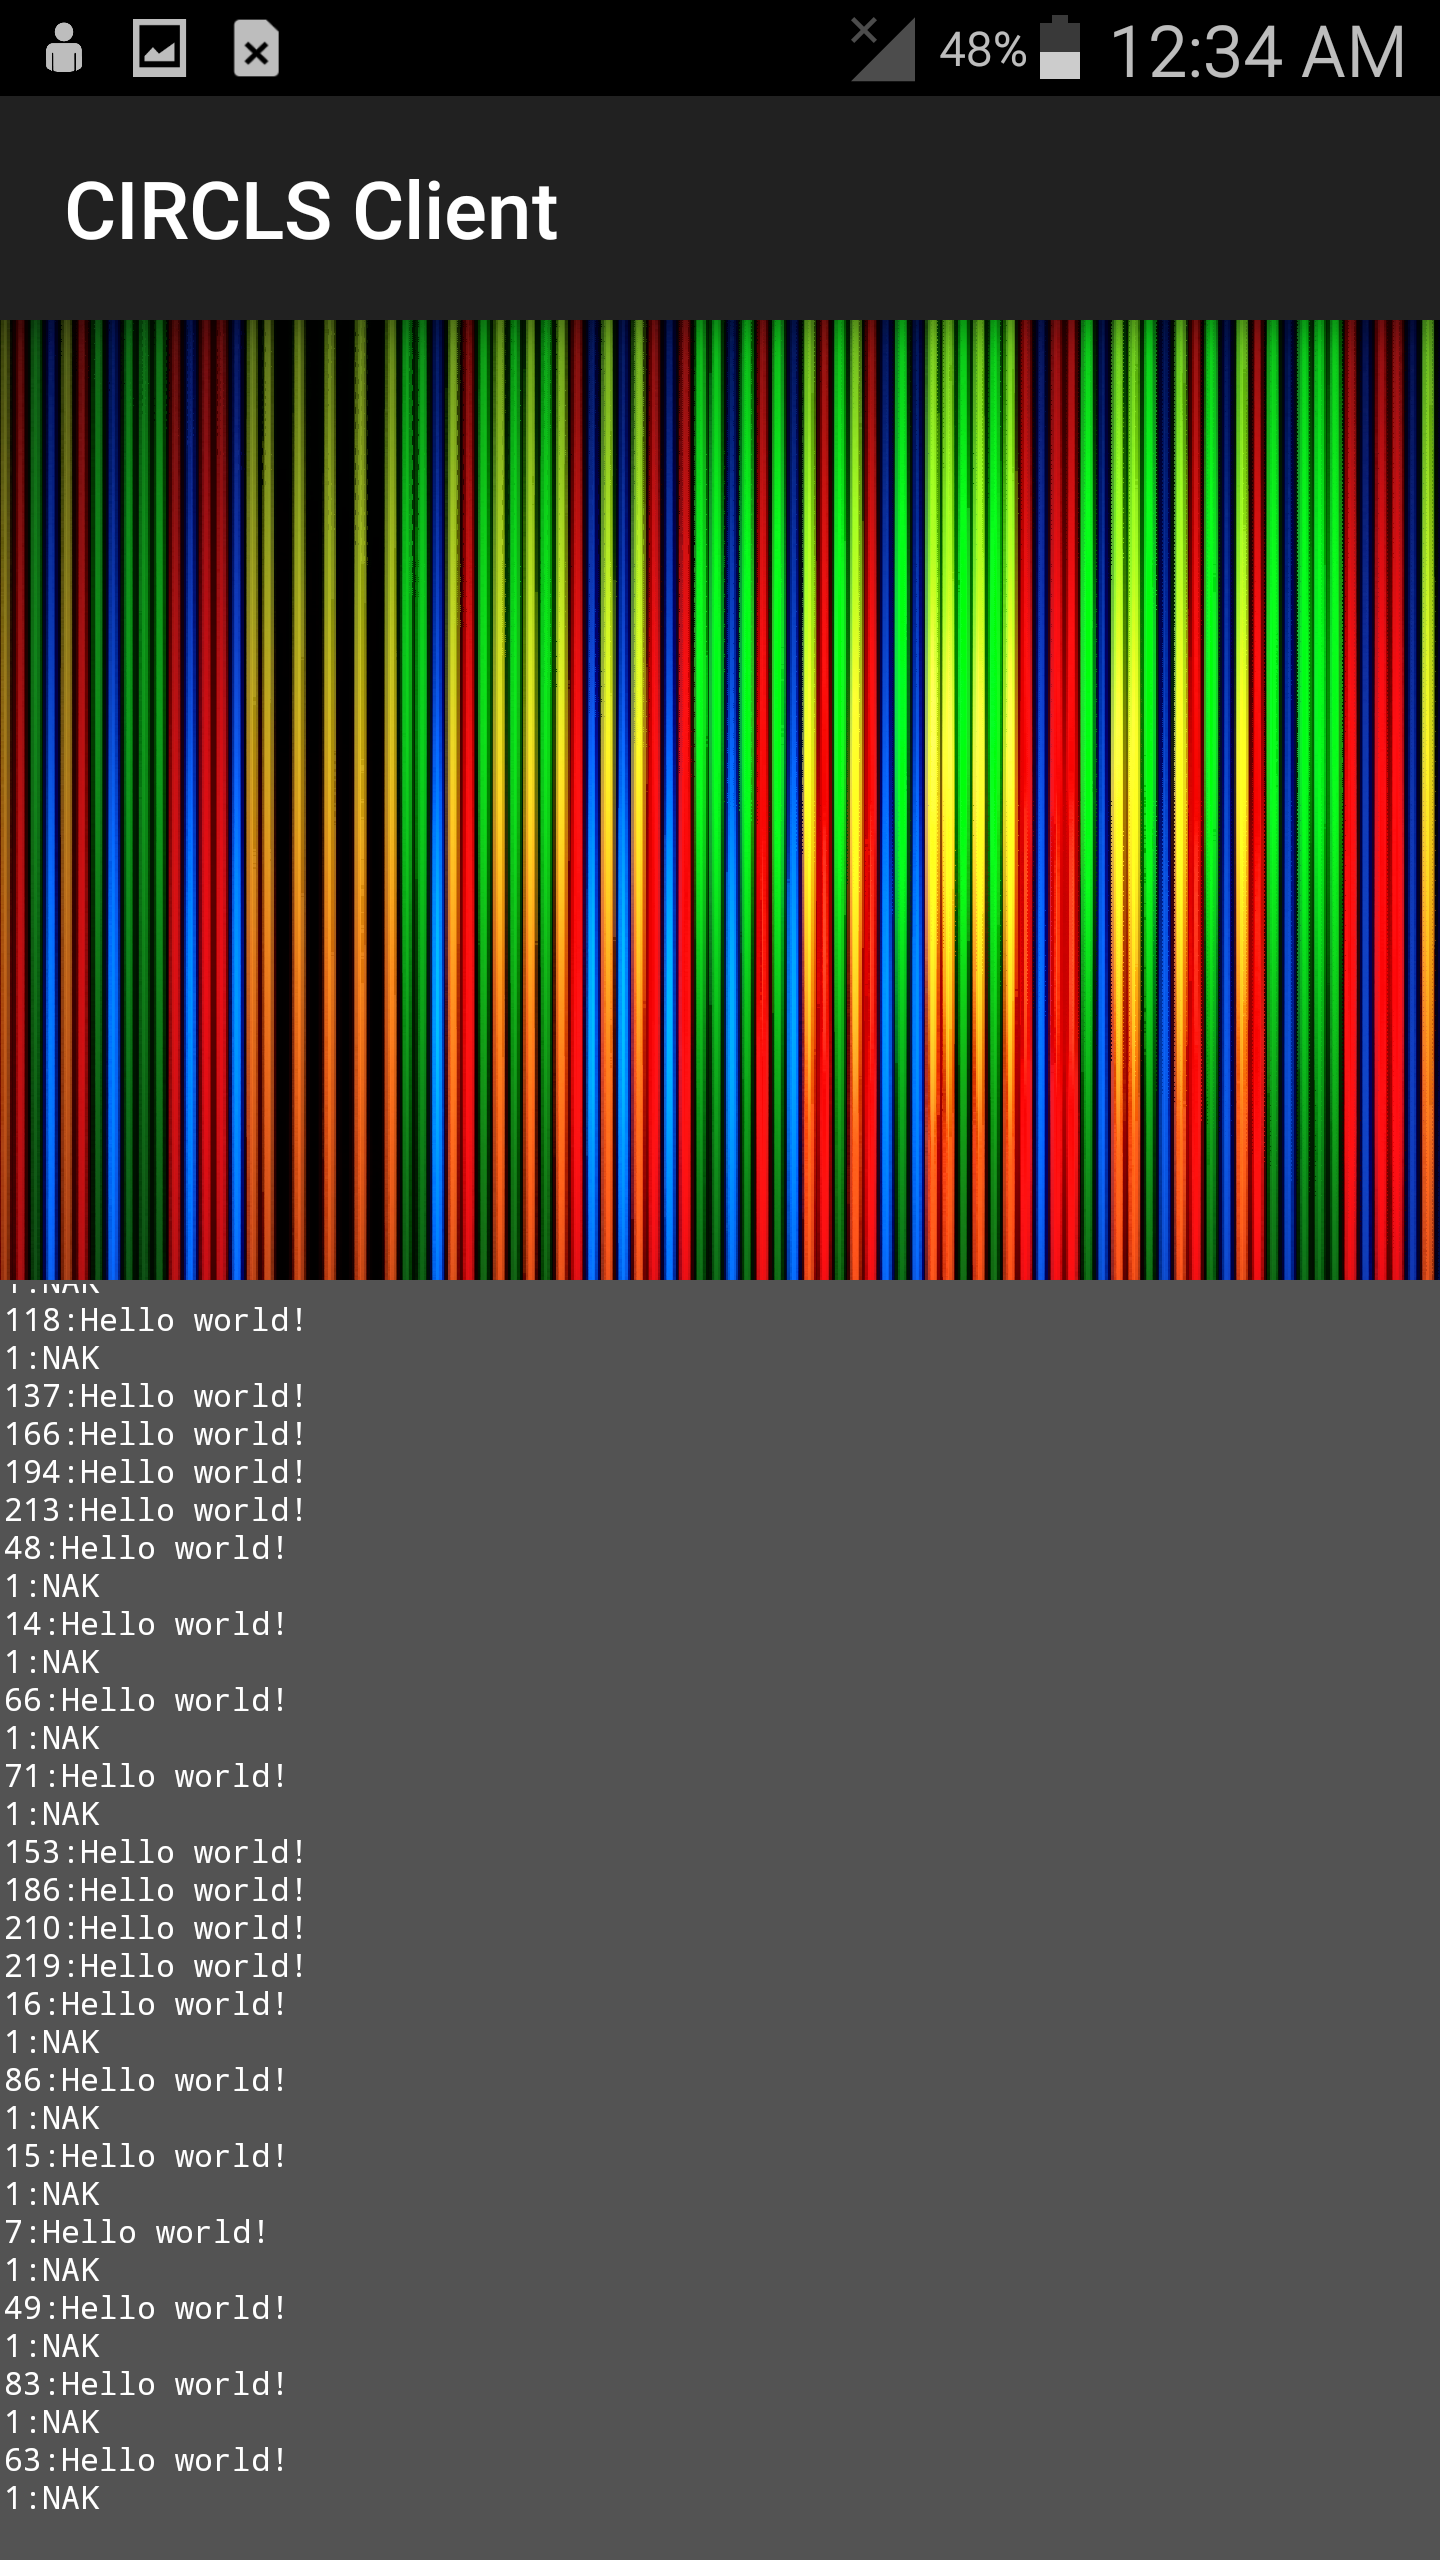 48% 12:34 AM
CIRCLS Client
1:NAK
118:Hello world!
1:NAK
137:Hello world!
166:Hello world!
194:Hello world!
213:Hello world!
48:Hello world!
1:NAK
14:Hello world!
1:NAK
66:Hello world!
1:NAK
71:Hello world!
1:NAK
153:Hello world!
186:Hello world!
210:Hello world!
219:Hello world!
16:Hello world!
1:NAK
86:Hello world!
1:NAK
15:Hello world!
1:NAK
7:Hello world!
1:NAK
49:Hello world!
1:NAK
83:Hello world!
1:NAK
63:Hello world!
1:NAK